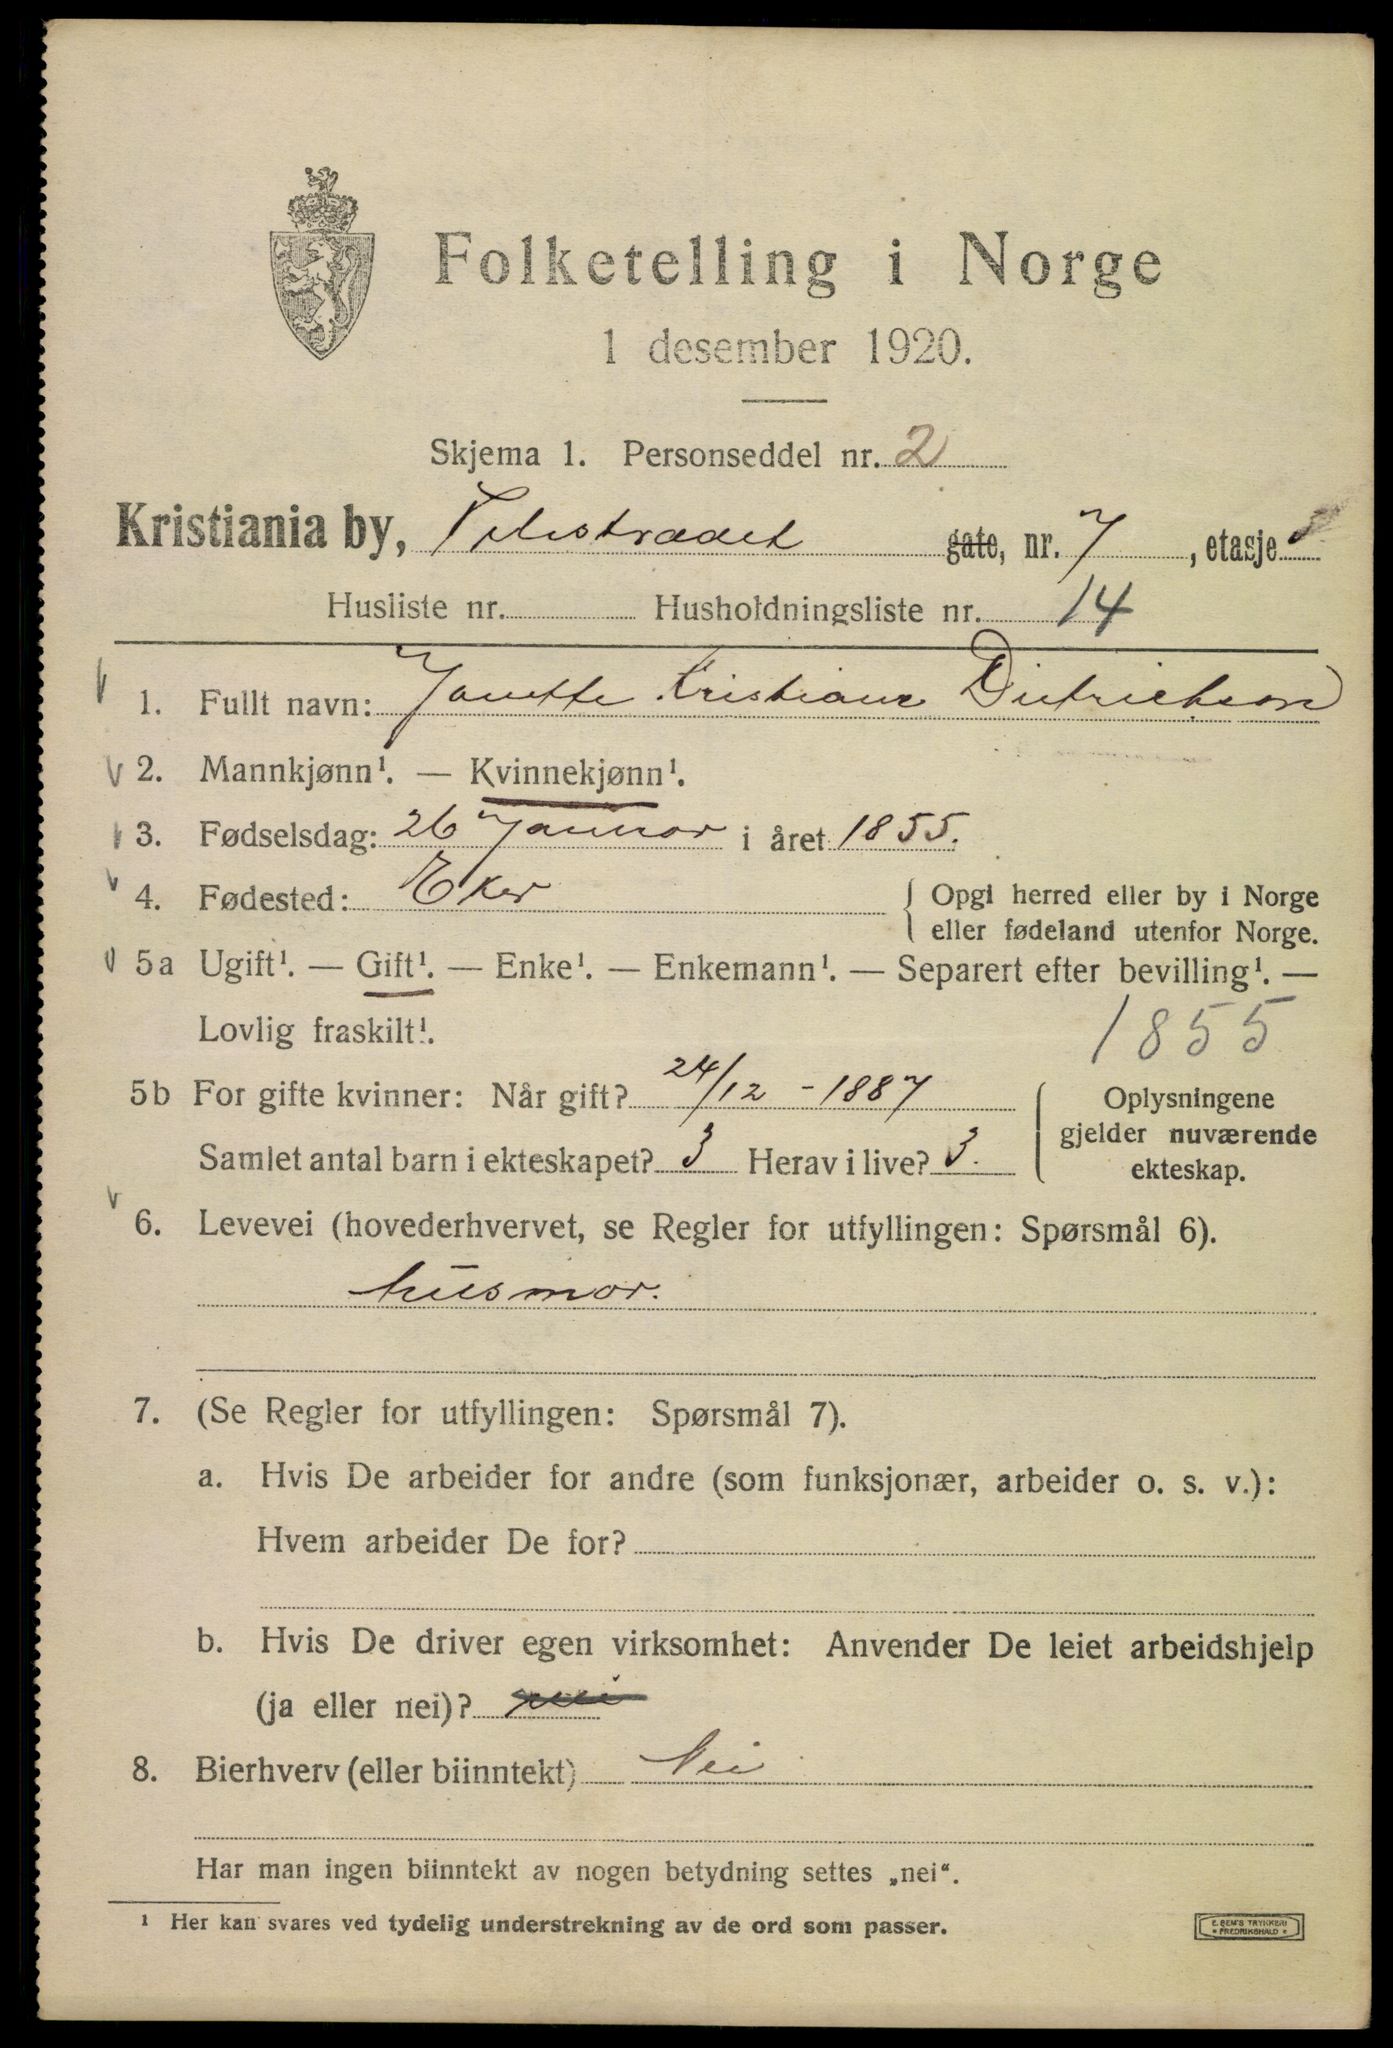 Folketelling i Norge
1 desember 1920.
Skjema 1. Personseddel nr. 2
Kristiania by, gate, nr. 7, etasje
Husliste nr. Husholdningsliste nr. 14
1. Fullt navn: Janette Kristiane Dietrichson
2. Mannkjønn¹. — Kvinnekjønn¹.
3. Fødselsdag: 26 Januar i året 1855.
4. Fødested: Eker { Opgi herred eller by i Norge
eller fødeland utenfor Norge.
5a Ugift¹. — Gift¹. — Enke¹. — Enkemann¹. — Separert efter bevilling¹. —
Lovlig fraskilt¹. 1855
5b For gifte kvinner: Når gift? 24/12 - 1887 { Oplysningene
gjelder nuværende
Samlet antal barn i ekteskapet? 3 Herav i live? 3. ekteskap.
6. Levevei (hovederhvervet, se Regler for utfyllingen: Spørsmål 6).
husmor.
7. (Se Regler for utfyllingen: Spørsmål 7).
a. Hvis De arbeider for andre (som funksjonær, arbeider o. s. v.):
Hvem arbeider De for?
b. Hvis De driver egen virksomhet: Anvender De leiet arbeidshjelp
(ja eller nei)? nei
8. Bierhverv (eller biinntekt) Nei
Har man ingen biinntekt av nogen betydning settes „nei“.
¹ Her kan svares ved tydelig understrekning av de ord som passer.
E. SEM'S TRYKKERI
* FREDRIKSHALD *